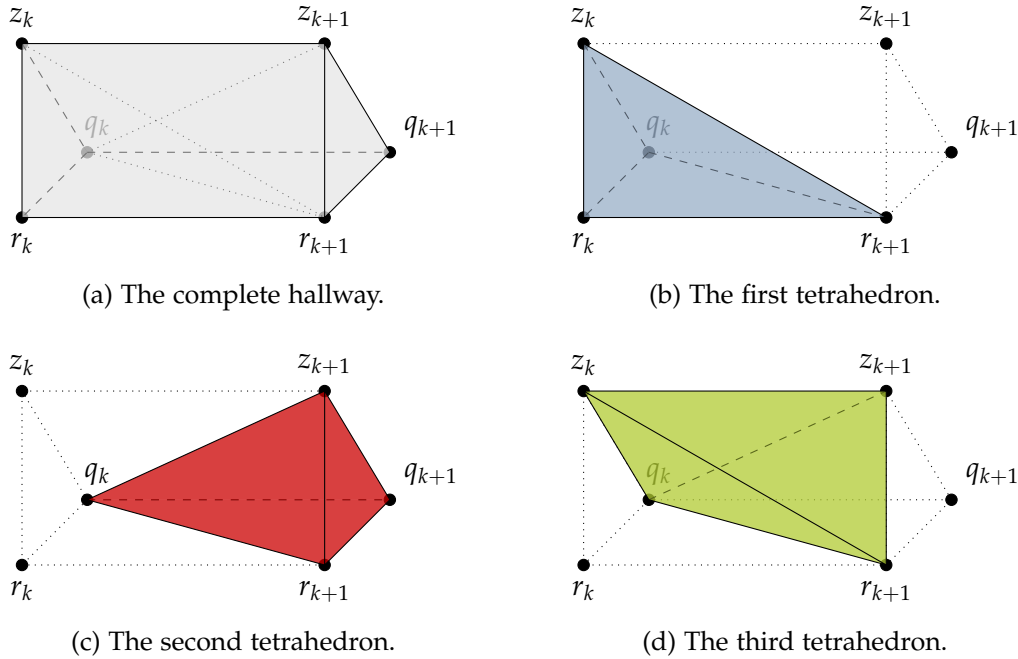 z_k z_{k+1} z_k z_{k+1}
q_k q_{k+1} q_k q_{k+1}
r_k r_{k+1} r_k r_{k+1}
(a) The complete hallway. (b) The first tetrahedron.
z_k z_{k+1} z_k z_{k+1}
q_k q_{k+1} q_k q_{k+1}
r_k r_{k+1} r_k r_{k+1}
(c) The second tetrahedron. (d) The third tetrahedron.